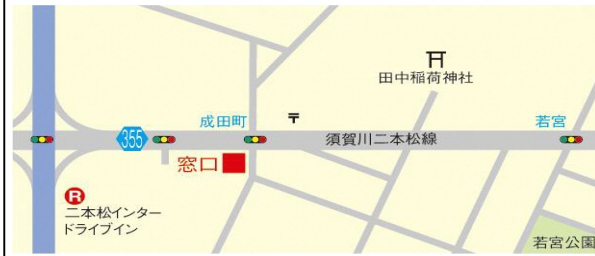 田中稲荷神社
成田町
〒
若宮
355
須賀川二本松線
窓口
R
二本松インター
ドライブイン
若宮公園